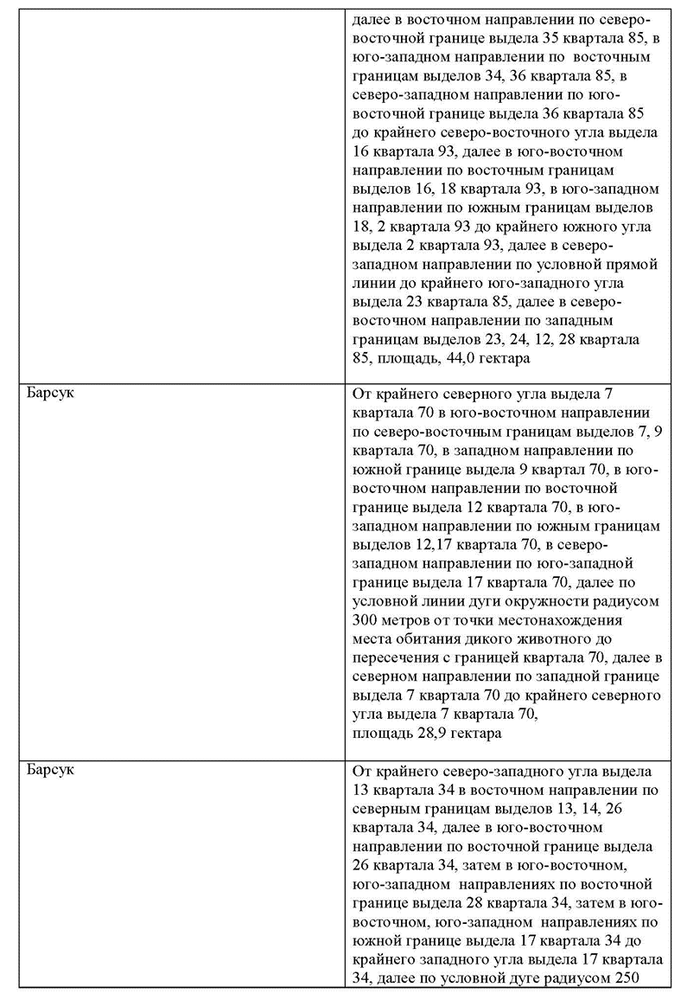 далее в восточном направлении по северо-
восточной границе выдела 35 квартала 85, в
юго-западном направлении по  восточным
границам выделов 34, 36 квартала 85, в
северо-западном направлении по юго-
восточной границе выдела 36 квартала 85
до крайнего северо-восточного угла выдела
16 квартала 93, далее в юго-восточном
направлении по восточным границам
выделов 16, 18 квартала 93, в юго-западном
направлении по южным границам выделов
18, 2 квартала 93 до крайнего южного угла
выдела 2 квартала 93, далее в северо-
западном направлении по условной прямой
линии до крайнего юго-западного угла
выдела 23 квартала 85, далее в северо-
восточном направлении по западным
границам выделов 23, 24, 12, 28 квартала
85, площадь, 44,0 гектара
Барсук
От крайнего северного угла выдела 7
квартала 70 в юго-восточном направлении
по северо-восточным границам выделов 7, 9
квартала 70, в западном направлении по
южной границе выдела 9 квартал 70, в юго-
восточном направлении по восточной
границе выдела 12 квартала 70, в юго-
западном направлении по южным границам
выделов 12,17 квартала 70, в северо-
западном направлении по юго-западной
границе выдела 17 квартала 70, далее по
условной линии дуги окружности радиусом
300 метров от точки местонахождения
места обитания дикого животного до
пересечения с границей квартала 70, далее в
северном направлении по западной границе
выдела 7 квартала 70 до крайнего северного
угла выдела 7 квартала 70,
площадь 28,9 гектара
Барсук
От крайнего северо-западного угла выдела
13 квартала 34 в восточном направлении по
северным границам выделов 13, 14, 26
квартала 34, далее в юго-восточном
направлении по восточной границе выдела
26 квартала 34, затем в юго-восточном,
юго-западном  направлениях по восточной
границе выдела 28 квартала 34, затем в юго-
восточном, юго-западном  направлениях по
южной границе выдела 17 квартала 34 до
крайнего западного угла выдела 17 квартала
34, далее по условной дуге радиусом 250